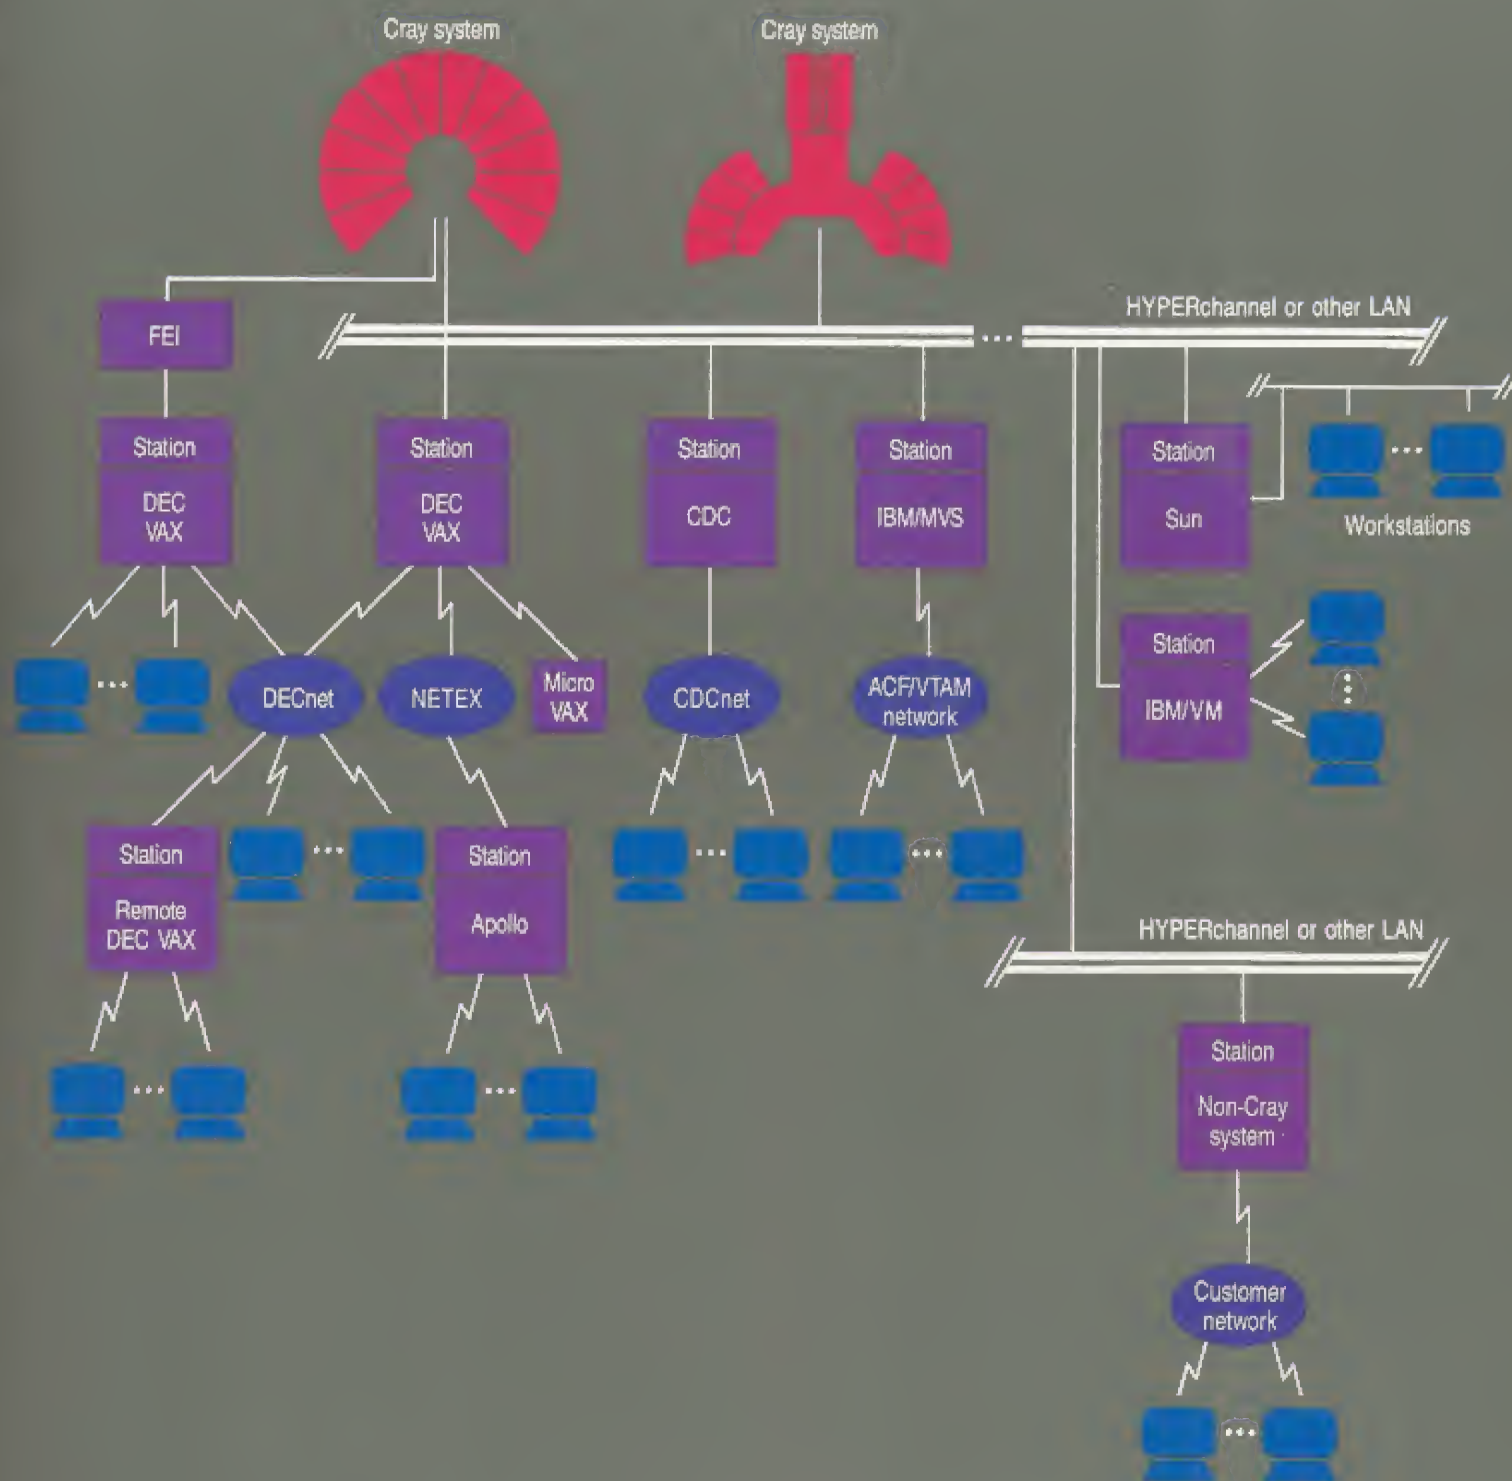 Cray system
Cray system
HYPERchannel or other LAN
FEI
Station
DEC
VAX
Station
DEC
VAX
Station
CDC
Station
IBM/MVS
Station
Sun
Workstations
Station
IBM/VM
DECnet
NETEX
Micro
VAX
CDCnet
ACF/VTAM
network
Station
Remote
DEC VAX
Station
Apollo
HYPERchannel or other LAN
Station
Non-Cray
system
Customer
network